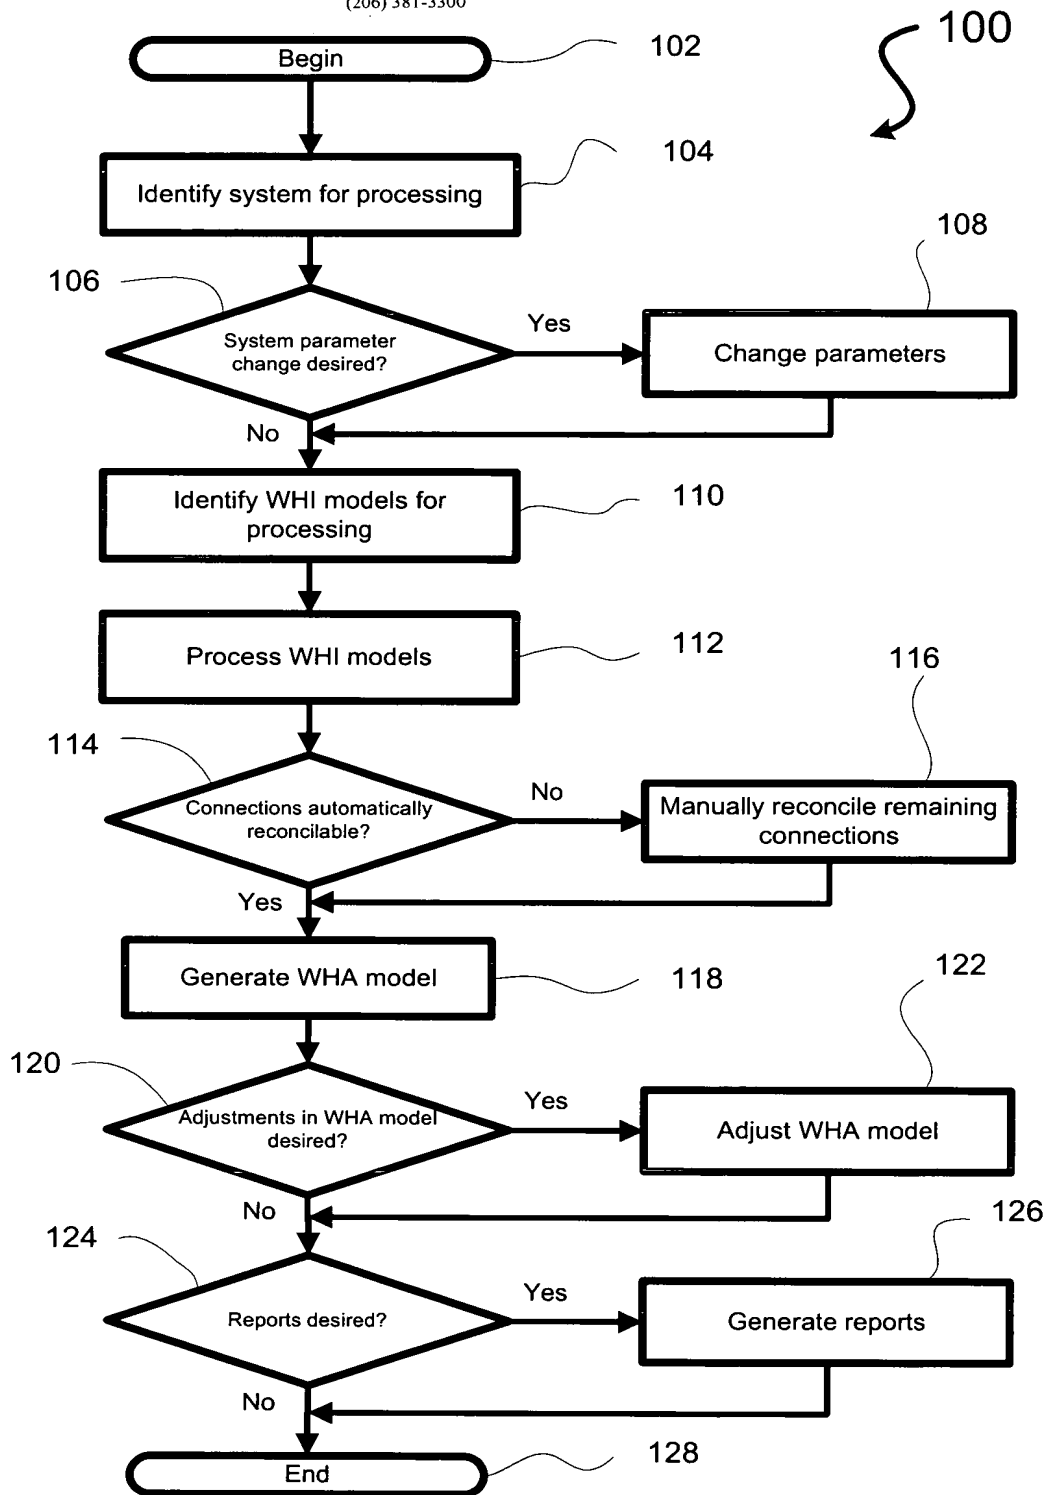 (206) 381-3300
100
Begin
102
Identify system for processing
104
106
System parameter
change desired?
Yes
108
Change parameters
No
Identify WHI models for
processing
110
Process WHI models
112
114
Connections automatically
reconcilable?
No
116
Manually reconcile remaining
connections
Yes
Generate WHA model
118
120
Adjustments in WHA model
desired?
Yes
122
Adjust WHA model
No
124
Reports desired?
Yes
126
Generate reports
No
End
128